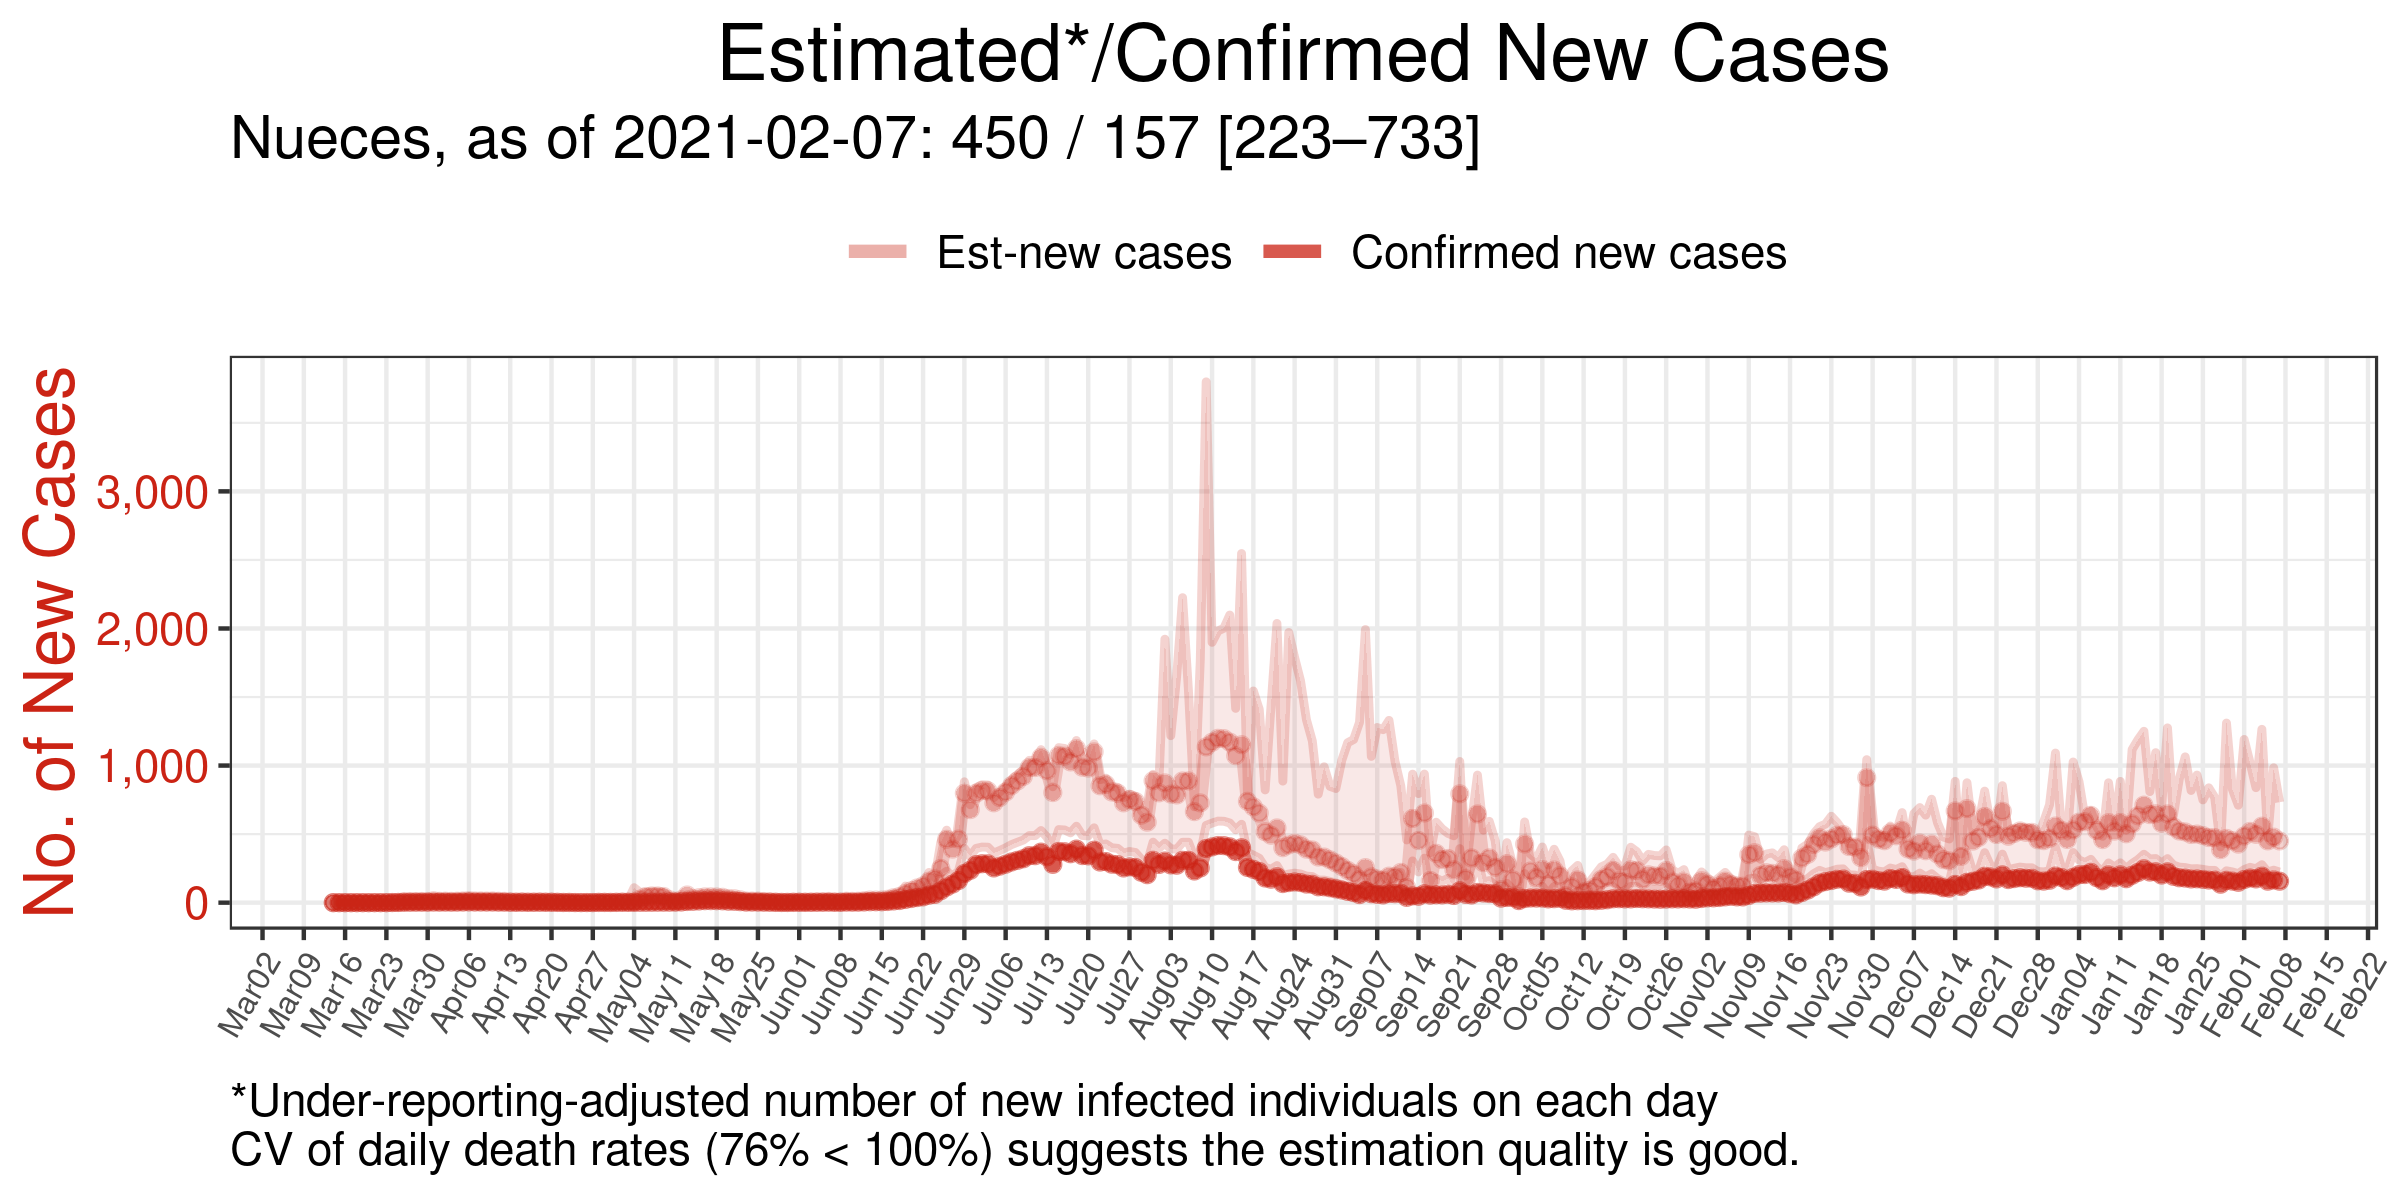 Estimated*/Confirmed New Cases
Nueces, as of 2021-02-07: 450 / 157 [223–733]
Est-new cases Confirmed new cases
No. of New Cases
3,000
2,000
1,000
0
Mar02 Mar09 Mar16 Mar23 Mar30 Apr06 Apr13 Apr20 Apr27 May04 May11 May18 May25 Jun01 Jun08 Jun15 Jun22 Jun29 Jul06 Jul13 Jul20 Jul27 Aug03 Aug10 Aug17 Aug24 Aug31 Sep07 Sep14 Sep21 Sep28 Oct05 Oct12 Oct19 Oct26 Nov02 Nov09 Nov16 Nov23 Nov30 Dec07 Dec14 Dec21 Dec28 Jan04 Jan11 Jan18 Jan25 Feb01 Feb08 Feb15 Feb22
*Under-reporting-adjusted number of new infected individuals on each day
CV of daily death rates (76% < 100%) suggests the estimation quality is good.